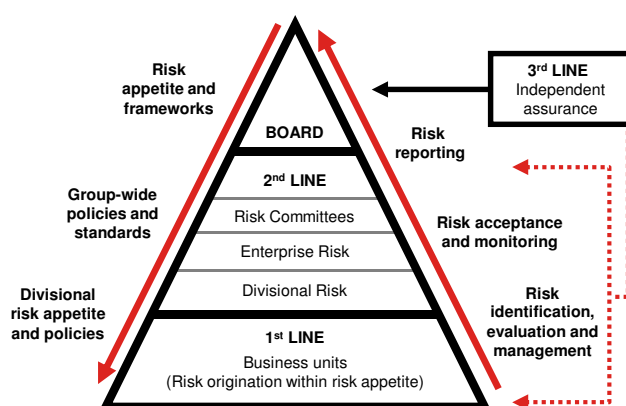 Risk
appetite and
frameworks
Group-wide
policies and
standards
Divisional
risk appetite
and policies
BOARD
2nd LINE
Risk Committees
Enterprise Risk
Divisional Risk
1st LINE
Business units
(Risk origination within risk appetite)
3rd LINE
Independent
assurance
Risk
reporting
Risk acceptance
and monitoring
Risk
identification,
evaluation and
management